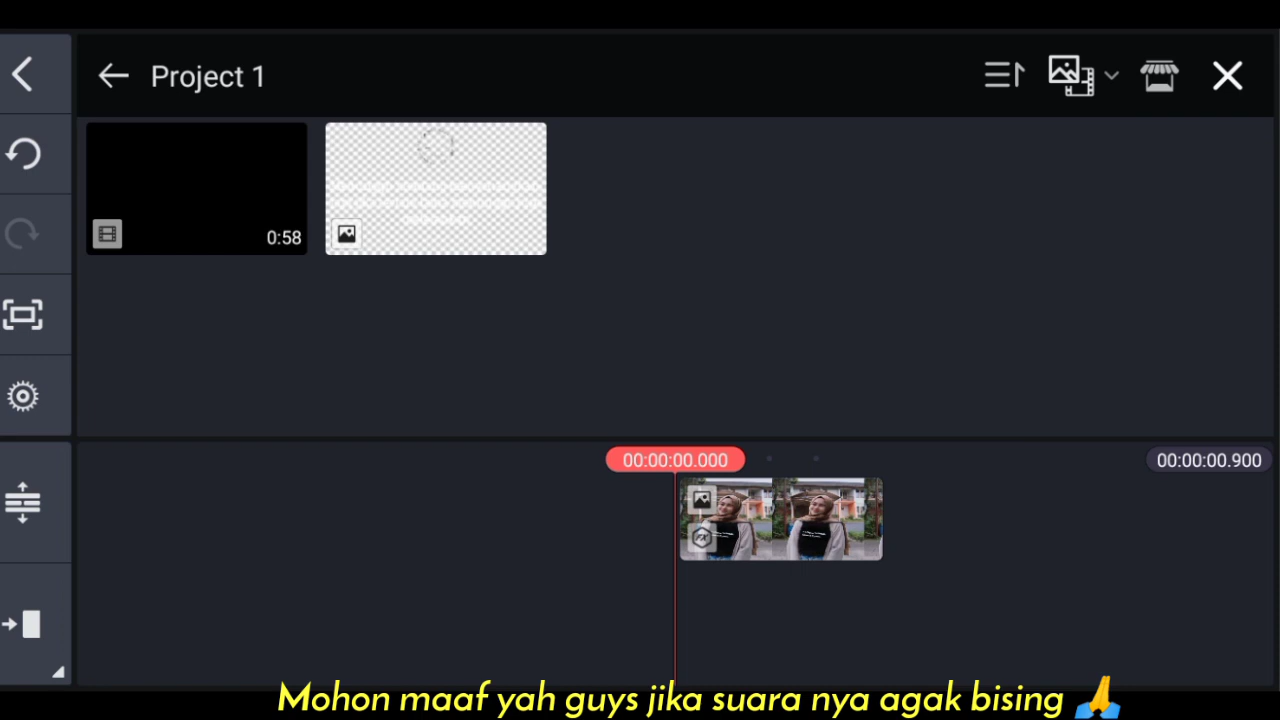 Project 1
0:58
00:00:00.000
00:00:00.900
Mohon maaf yah guys jika suara nya agak bising 🙏